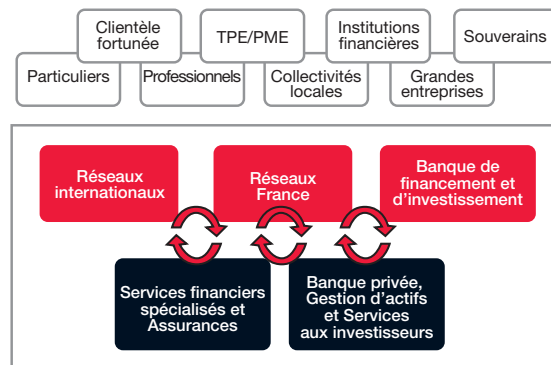 Clientèle
fortunée
TPE/PME
Institutions
financières
Souverains
Particuliers
Professionnels
Collectivités
locales
Grandes
entreprises
Réseaux
internationaux
Réseaux
France
Banque de
financement et
d'investissement
Services financiers
spécialisés et
Assurances
Banque privée,
Gestion d'actifs
et Services
aux investisseurs